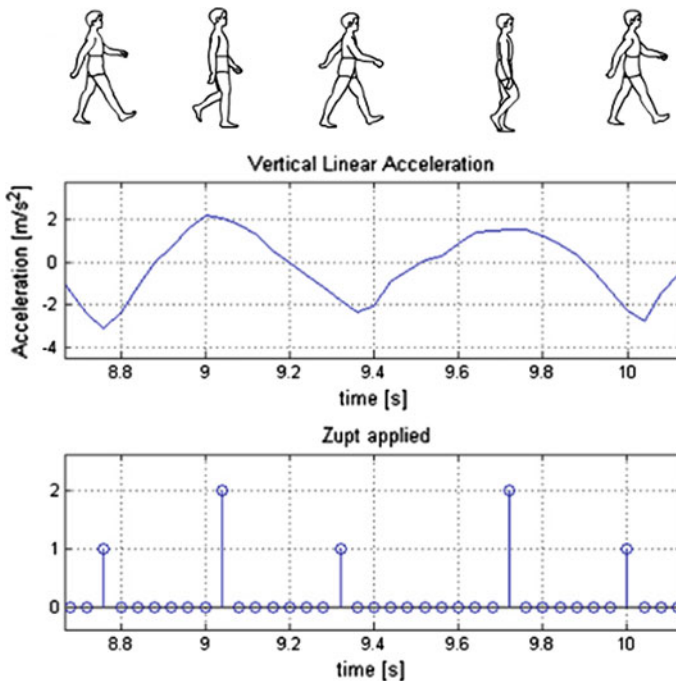 Vertical Linear Acceleration
Acceleration [m/s²]
2
0
-2
-4
8.8 9 9.2 9.4 9.6 9.8 10
time [s]
Zupt applied
2
1
0
8.8 9 9.2 9.4 9.6 9.8 10
time [s]